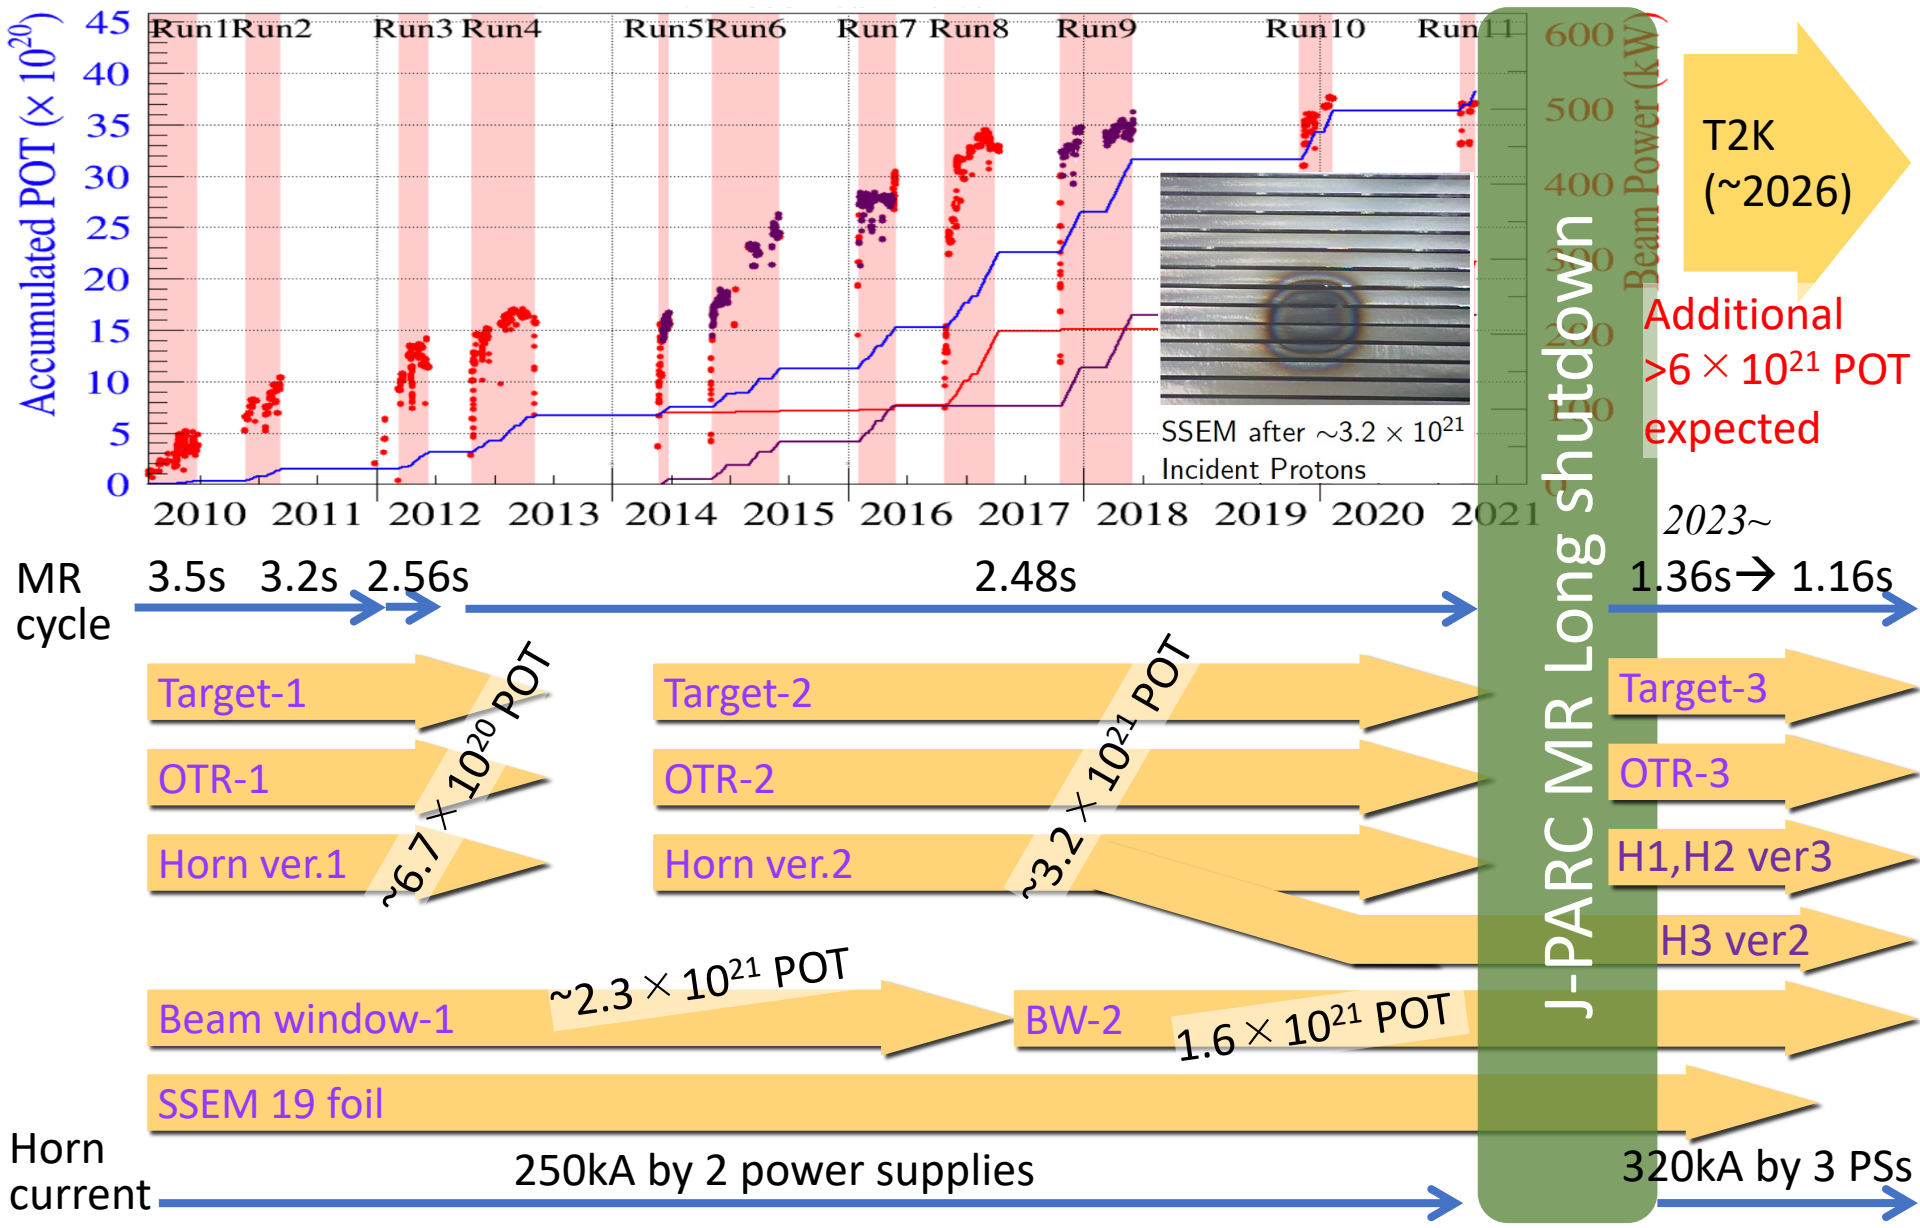 Run1 Run2 Run3 Run4 Run5 Run6 Run7 Run8 Run9 Run10 Run11
Accumulated POT (× 10²⁰)
45
40
35
30
25
20
15
10
5
0
600
500
400
300
200
100
0
Beam Power (kW)
2010 2011 2012 2013 2014 2015 2016 2017 2018 2019 2020 2021
SSEM after ~3.2 × 10²¹
Incident Protons
J-PARC MR Long shutdown
T2K
(~2026)
Additional
>6 × 10²¹ POT
expected
2023~
MR
cycle
3.5s 3.2s 2.56s 2.48s 1.36s → 1.16s
Target-1 Target-2 Target-3
OTR-1 OTR-2 OTR-3
Horn ver.1 Horn ver.2 H1,H2 ver3
~6.7 × 10²⁰ POT
~3.2 × 10²¹ POT
H3 ver2
Beam window-1 ~2.3 × 10²¹ POT BW-2 1.6 × 10²¹ POT
SSEM 19 foil
Horn
current
250kA by 2 power supplies 320kA by 3 PSs